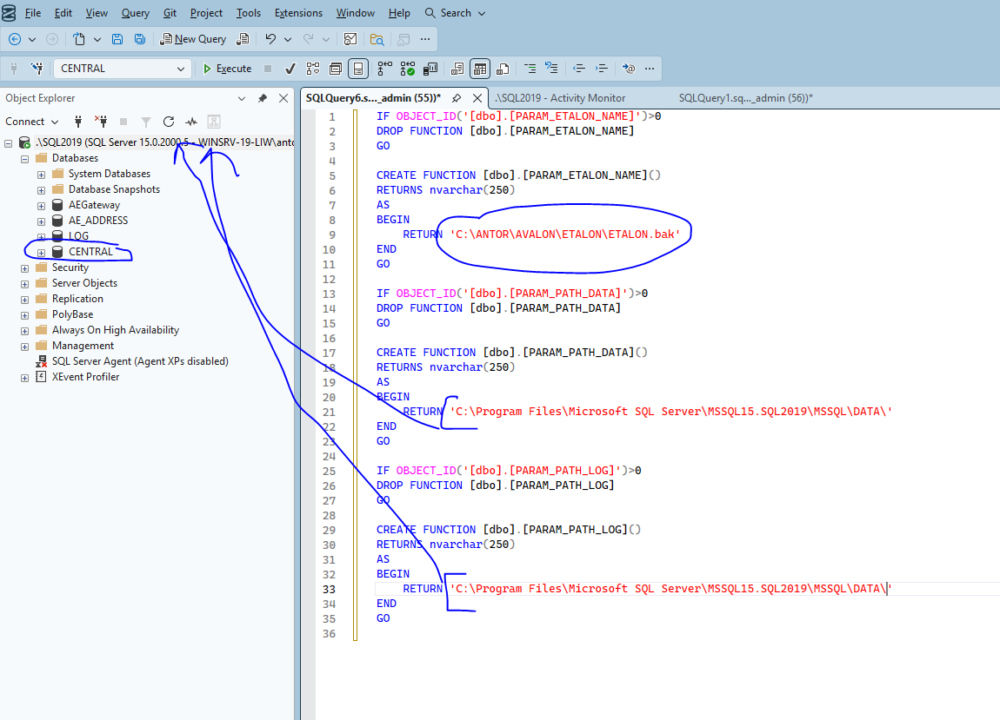 File Edit View Query Git Project Tools Extensions Window Help Search
New Query
CENTRAL Execute
Object Explorer
Connect
.\SQL2019 (SQL Server 15.0.2000.5 - WINSRV-19-LIW\anto
Databases
System Databases
Database Snapshots
AEGateway
AE_ADDRESS
LOG
CENTRAL
Security
Server Objects
Replication
PolyBase
Always On High Availability
Management
SQL Server Agent (Agent XPs disabled)
XEvent Profiler
SQLQuery6.s..._admin (55))* .\SQL2019 - Activity Monitor SQLQuery1.sq..._admin (56))*
1 IF OBJECT_ID('[dbo].[PARAM_ETALON_NAME]')>0
2 DROP FUNCTION [dbo].[PARAM_ETALON_NAME]
3 GO
4
5 CREATE FUNCTION [dbo].[PARAM_ETALON_NAME]()
6 RETURNS nvarchar(250)
7 AS
8 BEGIN
9 RETURN 'C:\ANTOR\AVALON\ETALON\ETALON.bak'
10 END
11 GO
12
13 IF OBJECT_ID('[dbo].[PARAM_PATH_DATA]')>0
14 DROP FUNCTION [dbo].[PARAM_PATH_DATA]
15 GO
16
17 CREATE FUNCTION [dbo].[PARAM_PATH_DATA]()
18 RETURNS nvarchar(250)
19 AS
20 BEGIN
21 RETURN 'C:\Program Files\Microsoft SQL Server\MSSQL15.SQL2019\MSSQL\DATA\'
22 END
23 GO
24
25 IF OBJECT_ID('[dbo].[PARAM_PATH_LOG]')>0
26 DROP FUNCTION [dbo].[PARAM_PATH_LOG]
27 GO
28
29 CREATE FUNCTION [dbo].[PARAM_PATH_LOG]()
30 RETURNS nvarchar(250)
31 AS
32 BEGIN
33 RETURN 'C:\Program Files\Microsoft SQL Server\MSSQL15.SQL2019\MSSQL\DATA\'
34 END
35 GO
36